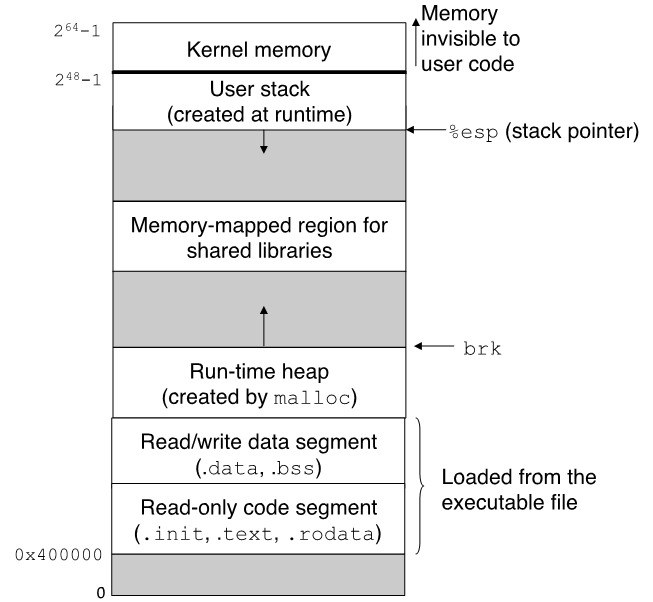 2^64-1
Kernel memory
Memory
invisible to
user code
2^48-1
User stack
(created at runtime)
%esp (stack pointer)
Memory-mapped region for
shared libraries
brk
Run-time heap
(created by malloc)
Read/write data segment
(.data, .bss)
Read-only code segment
(.init, .text, .rodata)
Loaded from the
executable file
0x400000
0